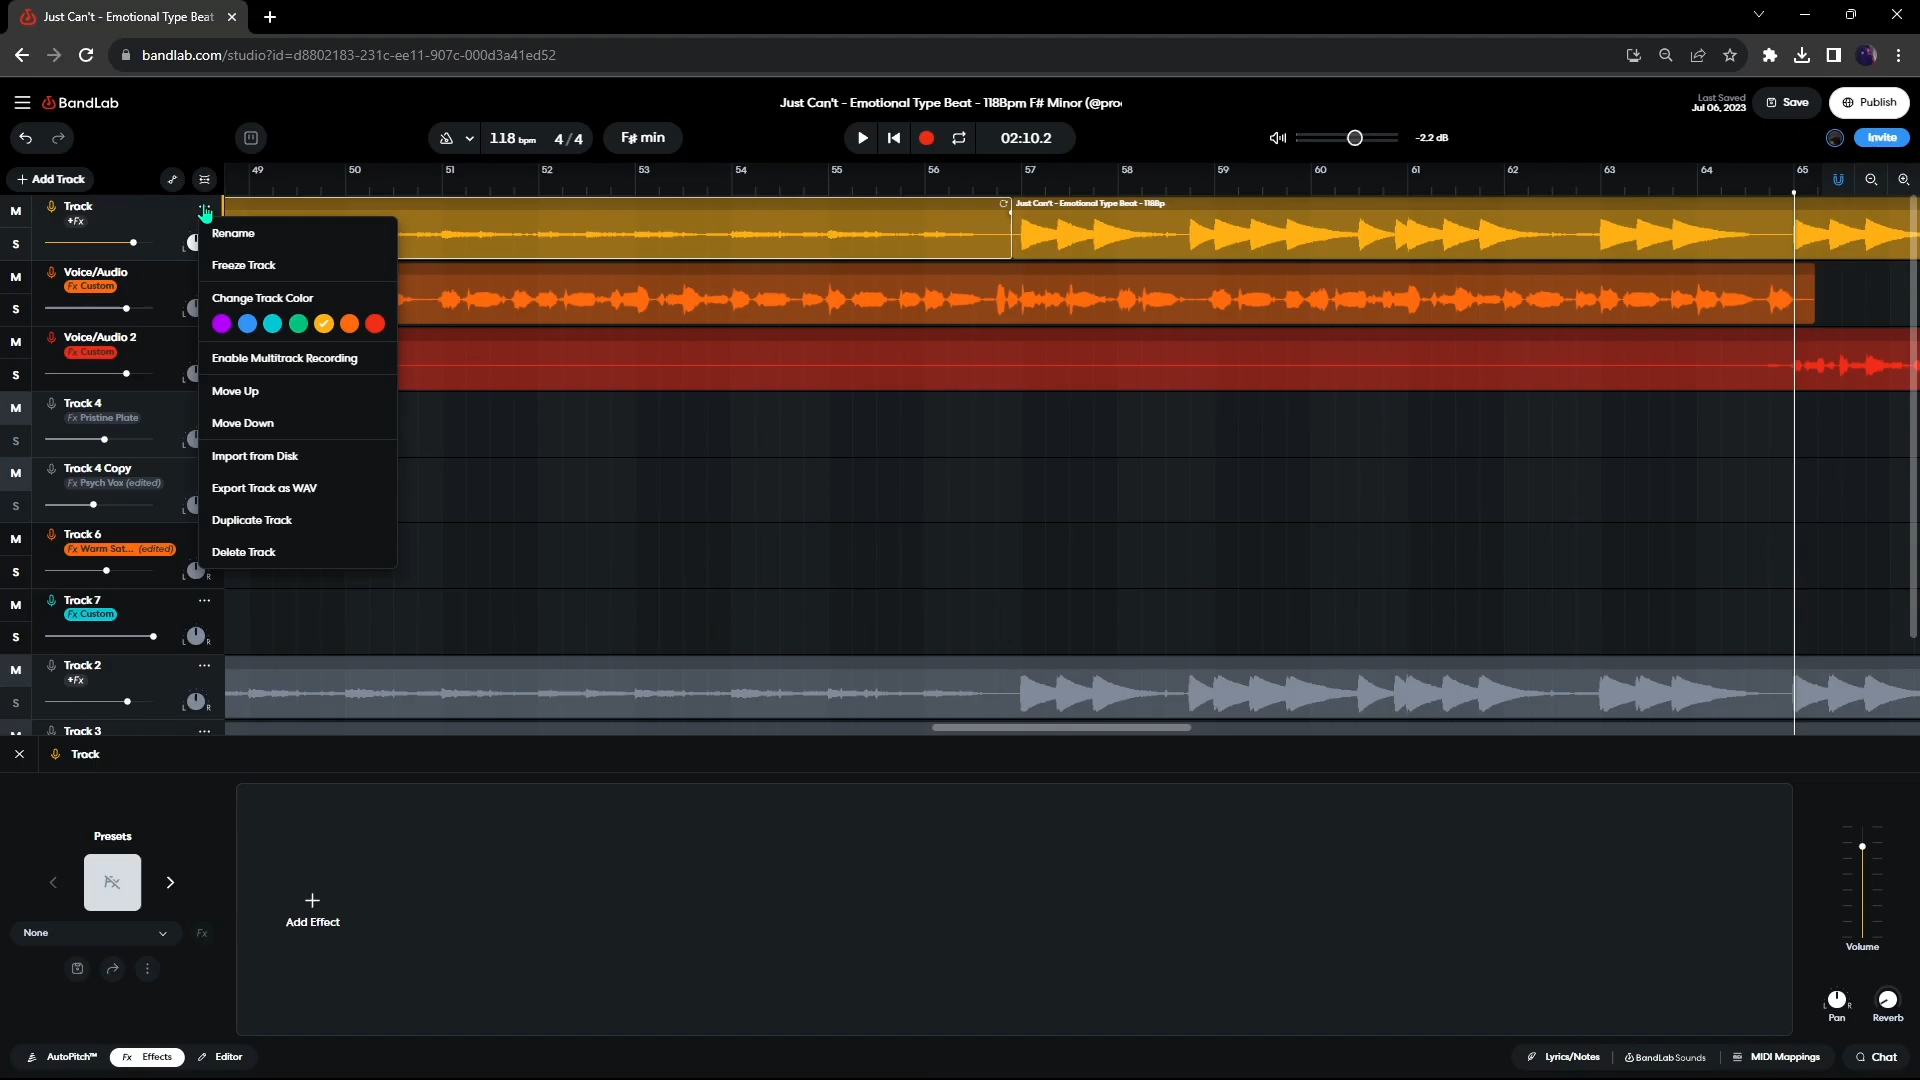 Just Can't - Emotional Type Beat
bandlab.com/studio?id=d8802183-231c-ee11-907c-000d3a41ed52
BandLab
Just Can't - Emotional Type Beat - 118Bpm F# Minor (@pro
Last Saved
Jul 06, 2023
Save
Publish
118 bpm 4/4
F# min
02:10.2
-2.2 dB
Invite
+ Add Track
49 50 51 52 53 54 55 56 57 58 59 60 61 62 63 64 65
M
Track
+Fx
S
L
Just Can't - Emotional Type Beat - 118Bp
M
Voice/Audio
Fx Custom
S
L
M
Voice/Audio 2
Fx Custom
S
L
M
Track 4
Fx Pristine Plate
S
L
M
Track 4 Copy
Fx Psych Vox (edited)
S
L
M
Track 6
Fx Warm Sat... (edited)
S
L R
M
Track 7
Fx Custom
S
L R
M
Track 2
+Fx
S
L R
M
Track 3
Rename
Freeze Track
Change Track Color
Enable Multitrack Recording
Move Up
Move Down
Import from Disk
Export Track as WAV
Duplicate Track
Delete Track
Track
Presets
Fx
None
Fx
Add Effect
Volume
L R
Pan
Reverb
AutoPitch™
Fx Effects
Editor
Lyrics/Notes
BandLab Sounds
MIDI Mappings
Chat